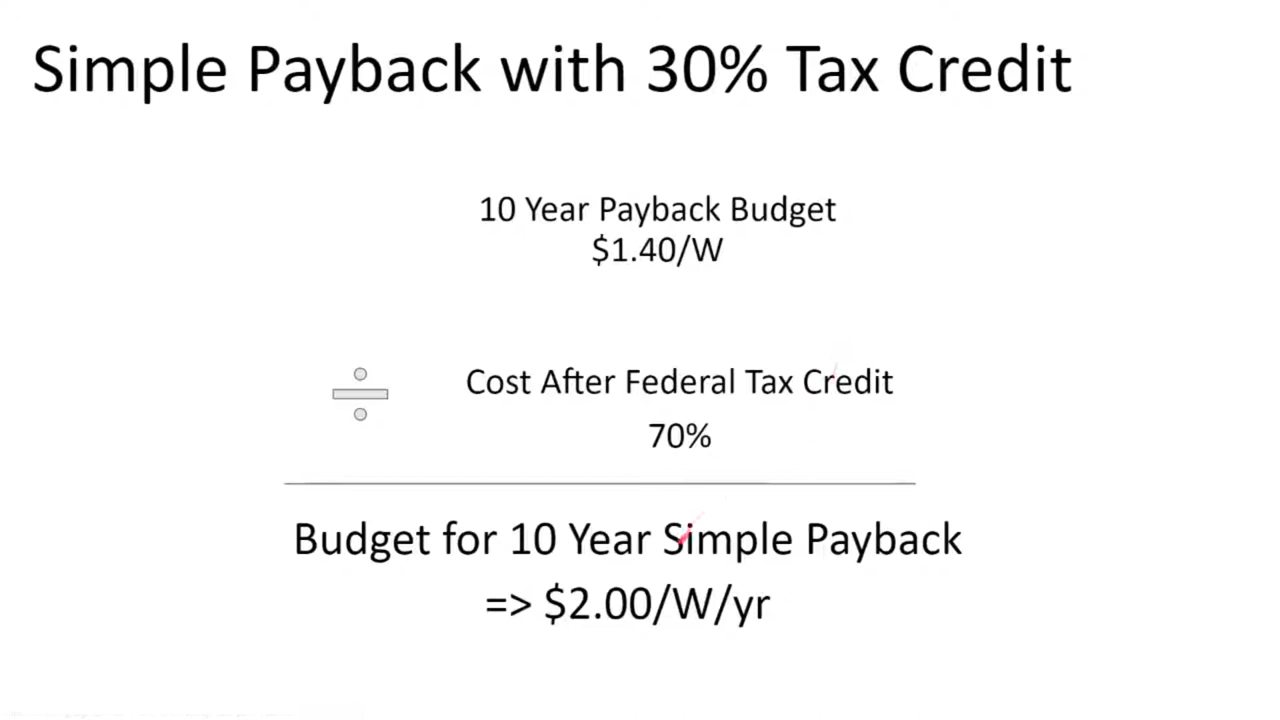 Simple Payback with 30% Tax Credit
10 Year Payback Budget
$1.40/W
Cost After Federal Tax Credit
70%
Budget for 10 Year Simple Payback
=> $2.00/W/yr